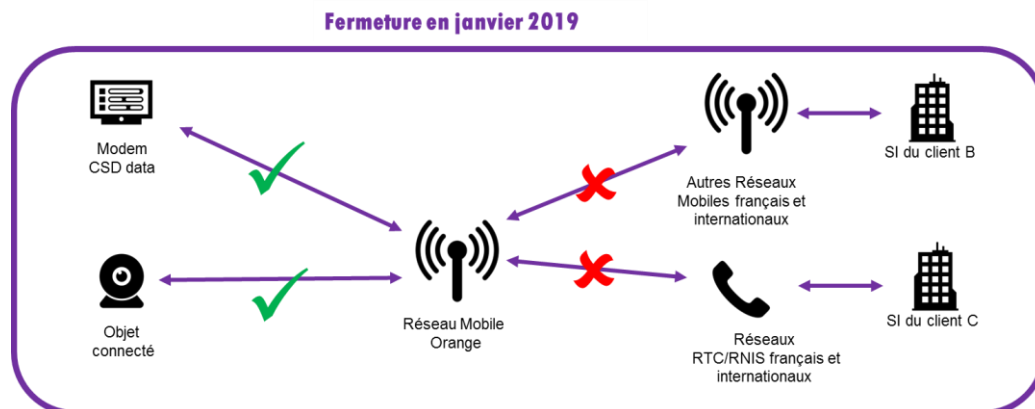 Fermeture en janvier 2019
Modem
CSD data
SI du client B
Autres Réseaux
Mobiles français et
internationaux
Objet
connecté
Réseau Mobile
Orange
SI du client C
Réseaux
RTC/RNIS français et
internationaux